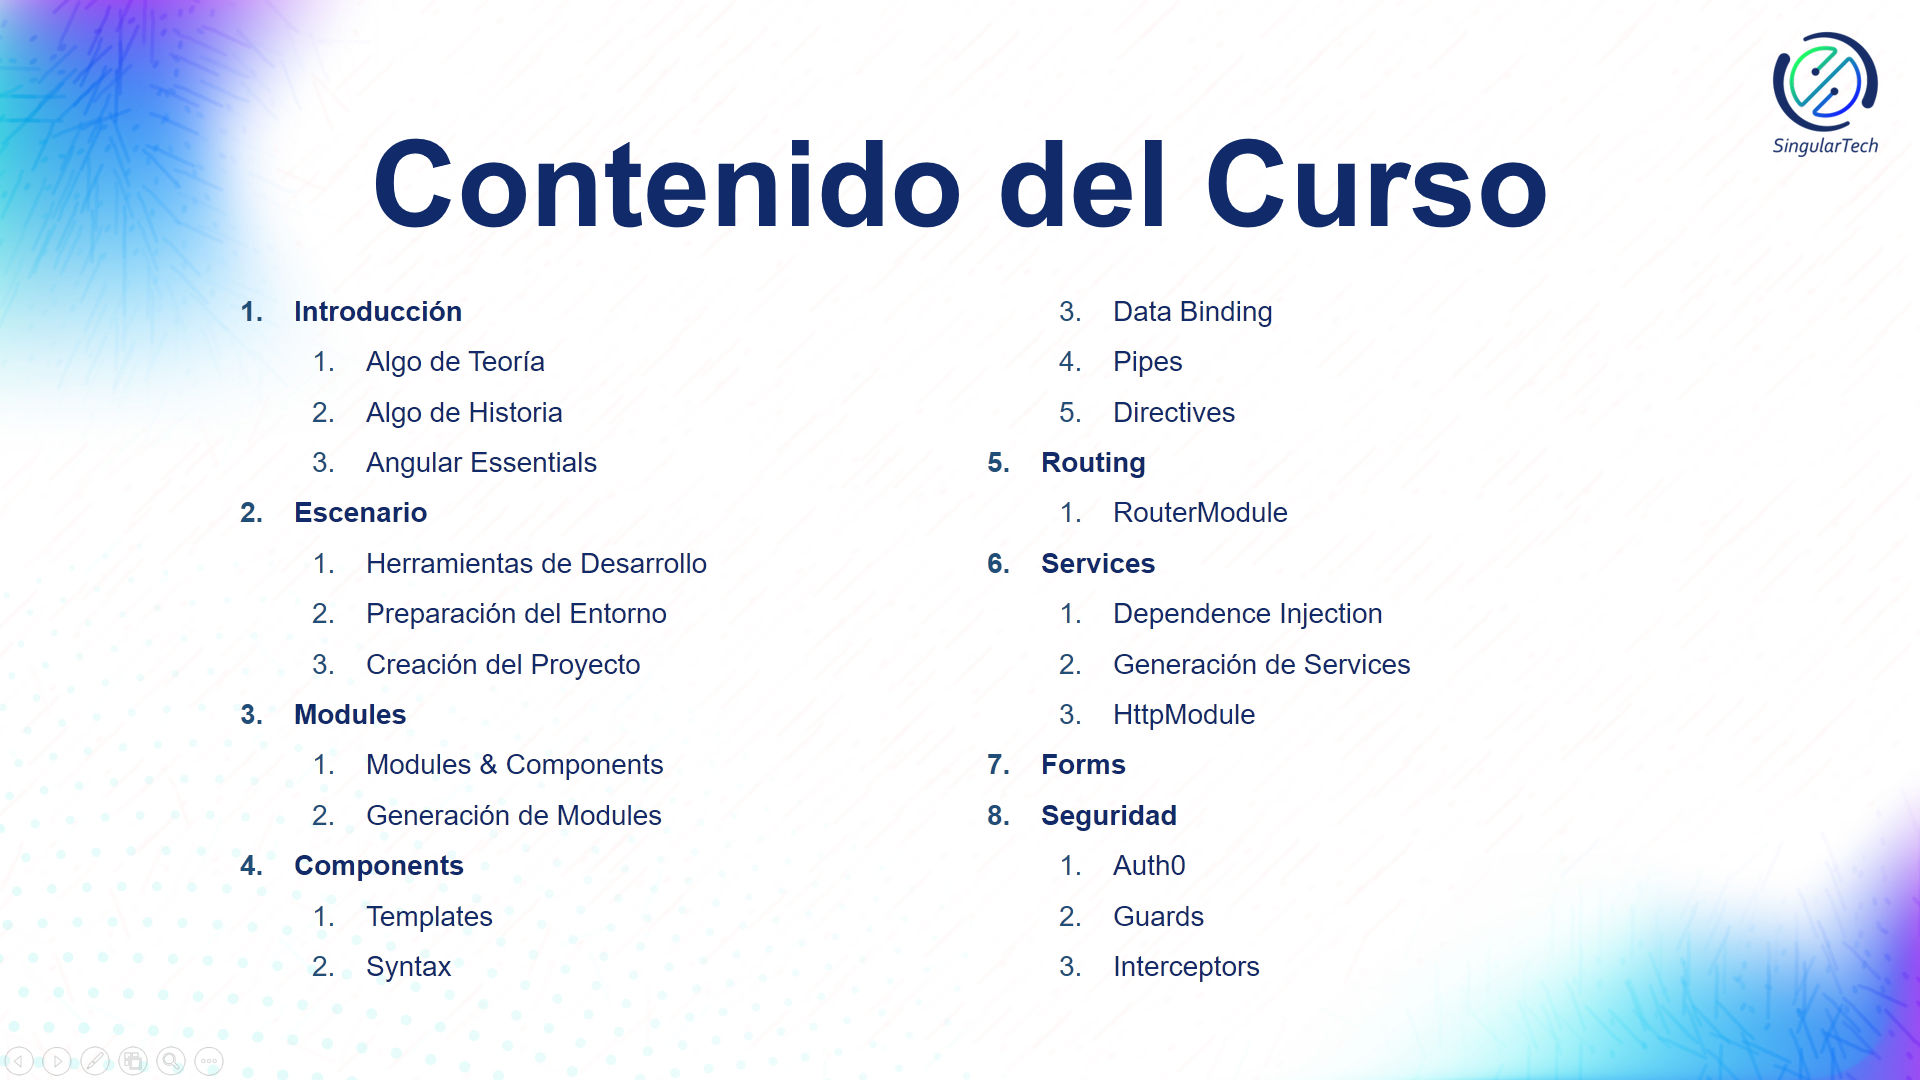 SingularTech
Contenido del Curso
1. Introducción
1. Algo de Teoría
2. Algo de Historia
3. Angular Essentials
2. Escenario
1. Herramientas de Desarrollo
2. Preparación del Entorno
3. Creación del Proyecto
3. Modules
1. Modules & Components
2. Generación de Modules
4. Components
1. Templates
2. Syntax
3. Data Binding
4. Pipes
5. Directives
5. Routing
1. RouterModule
6. Services
1. Dependence Injection
2. Generación de Services
3. HttpModule
7. Forms
8. Seguridad
1. Auth0
2. Guards
3. Interceptors